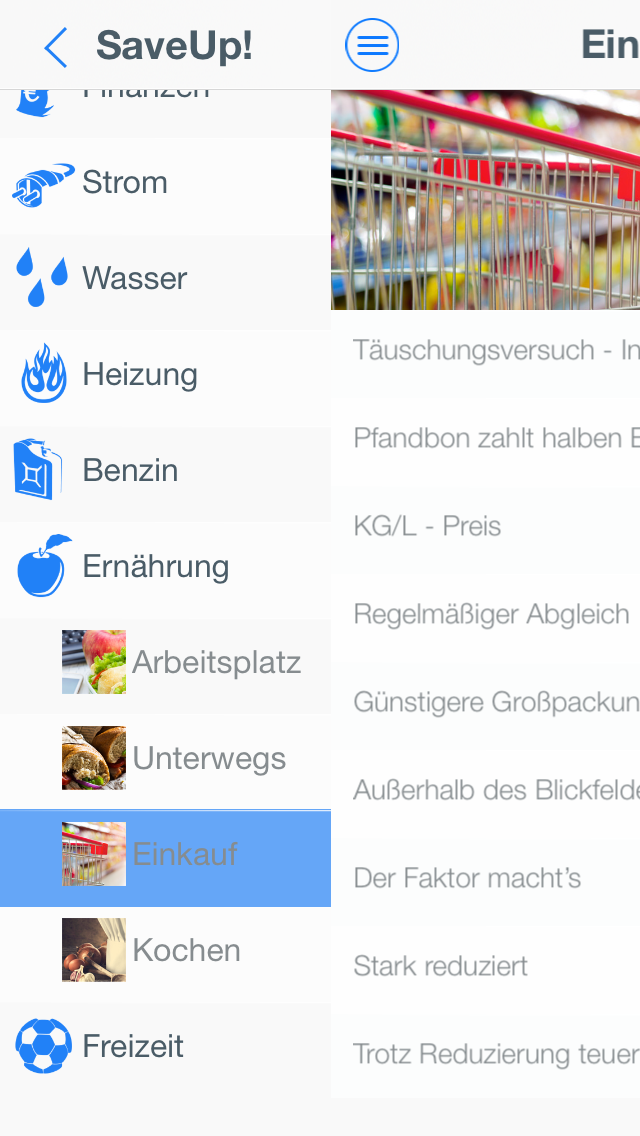 SaveUp!
Finanzen
Strom
Wasser
Heizung
Benzin
Ernährung
Arbeitsplatz
Unterwegs
Einkauf
Kochen
Freizeit
Ein
Täuschungsversuch - In
Pfandbon zahlt halben E
KG/L - Preis
Regelmäßiger Abgleich
Günstigere Großpackun
Außerhalb des Blickfelde
Der Faktor macht's
Stark reduziert
Trotz Reduzierung teuer